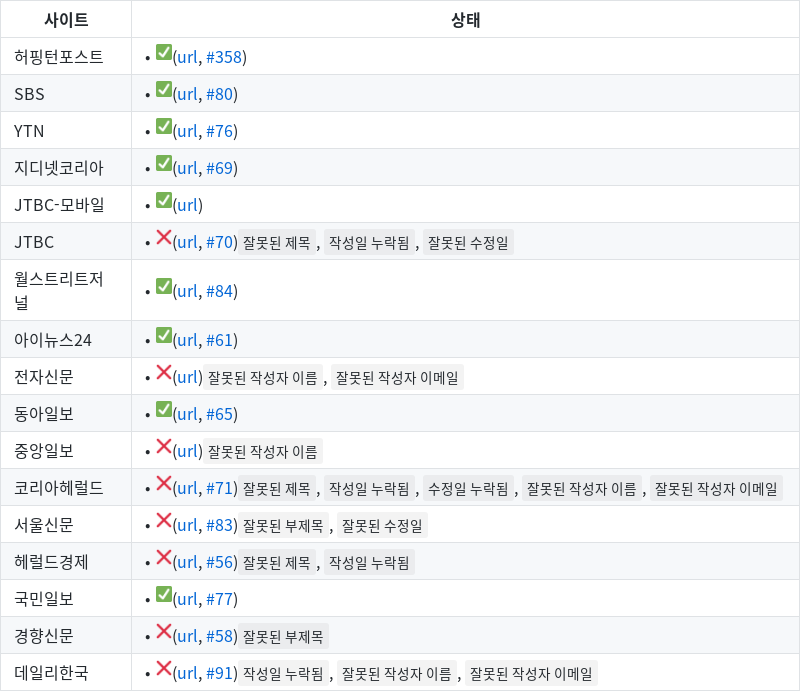 사이트 상태
허핑턴포스트 • ✅(url, #358)
SBS • ✅(url, #80)
YTN • ✅(url, #76)
지디넷코리아 • ✅(url, #69)
JTBC-모바일 • ✅(url)
JTBC • ❌(url, #70) 잘못된 제목 , 작성일 누락됨 , 잘못된 수정일
월스트리트저
널 • ✅(url, #84)
아이뉴스24 • ✅(url, #61)
전자신문 • ❌(url) 잘못된 작성자 이름 , 잘못된 작성자 이메일
동아일보 • ✅(url, #65)
중앙일보 • ❌(url) 잘못된 작성자 이름
코리아헤럴드 • ❌(url, #71) 잘못된 제목 , 작성일 누락됨 , 수정일 누락됨 , 잘못된 작성자 이름 , 잘못된 작성자 이메일
서울신문 • ❌(url, #83) 잘못된 부제목 , 잘못된 수정일
헤럴드경제 • ❌(url, #56) 잘못된 제목 , 작성일 누락됨
국민일보 • ✅(url, #77)
경향신문 • ❌(url, #58) 잘못된 부제목
데일리한국 • ❌(url, #91) 작성일 누락됨 , 잘못된 작성자 이름 , 잘못된 작성자 이메일